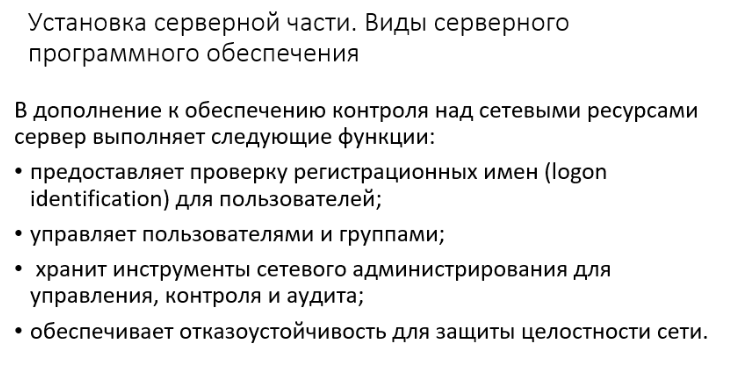 Установка серверной части. Виды серверного
программного обеспечения
В дополнение к обеспечению контроля над сетевыми ресурсами
сервер выполняет следующие функции:
• предоставляет проверку регистрационных имен (logon
identification) для пользователей;
• управляет пользователями и группами;
• хранит инструменты сетевого администрирования для
управления, контроля и аудита;
• обеспечивает отказоустойчивость для защиты целостности сети.